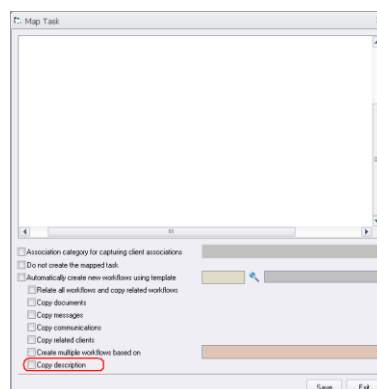 Map Task
Association category for capturing client associations
Do not create the mapped task
Automatically create new workflows using template
Relate all workflows and copy related workflows
Copy documents
Copy messages
Copy communications
Copy related clients
Create multiple workflows based on
Copy description
Save Exit